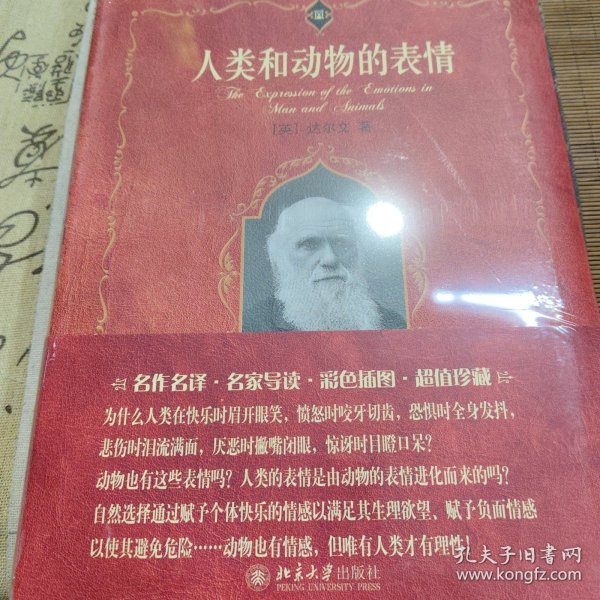 人类和动物的表情
The Expression of the Emotions in
Man and Animals
[英] 达尔文 著
名作名译·名家导读·彩色插图·超值珍藏
为什么人类在快乐时眉开眼笑，愤怒时咬牙切齿，恐惧时全身发抖，
悲伤时泪流满面，厌恶时撇嘴闭眼，惊讶时目瞪口呆？
动物也有这些表情吗？人类的表情是由动物的表情进化而来的吗？
自然选择通过赋予个体快乐的情感以满足其生理欲望、赋予负面情感
以使其避免危险……动物也有情感，但唯有人类才有理性！
北京大学出版社
PEKING UNIVERSITY PRESS
孔夫子旧书网
www.kongfz.com